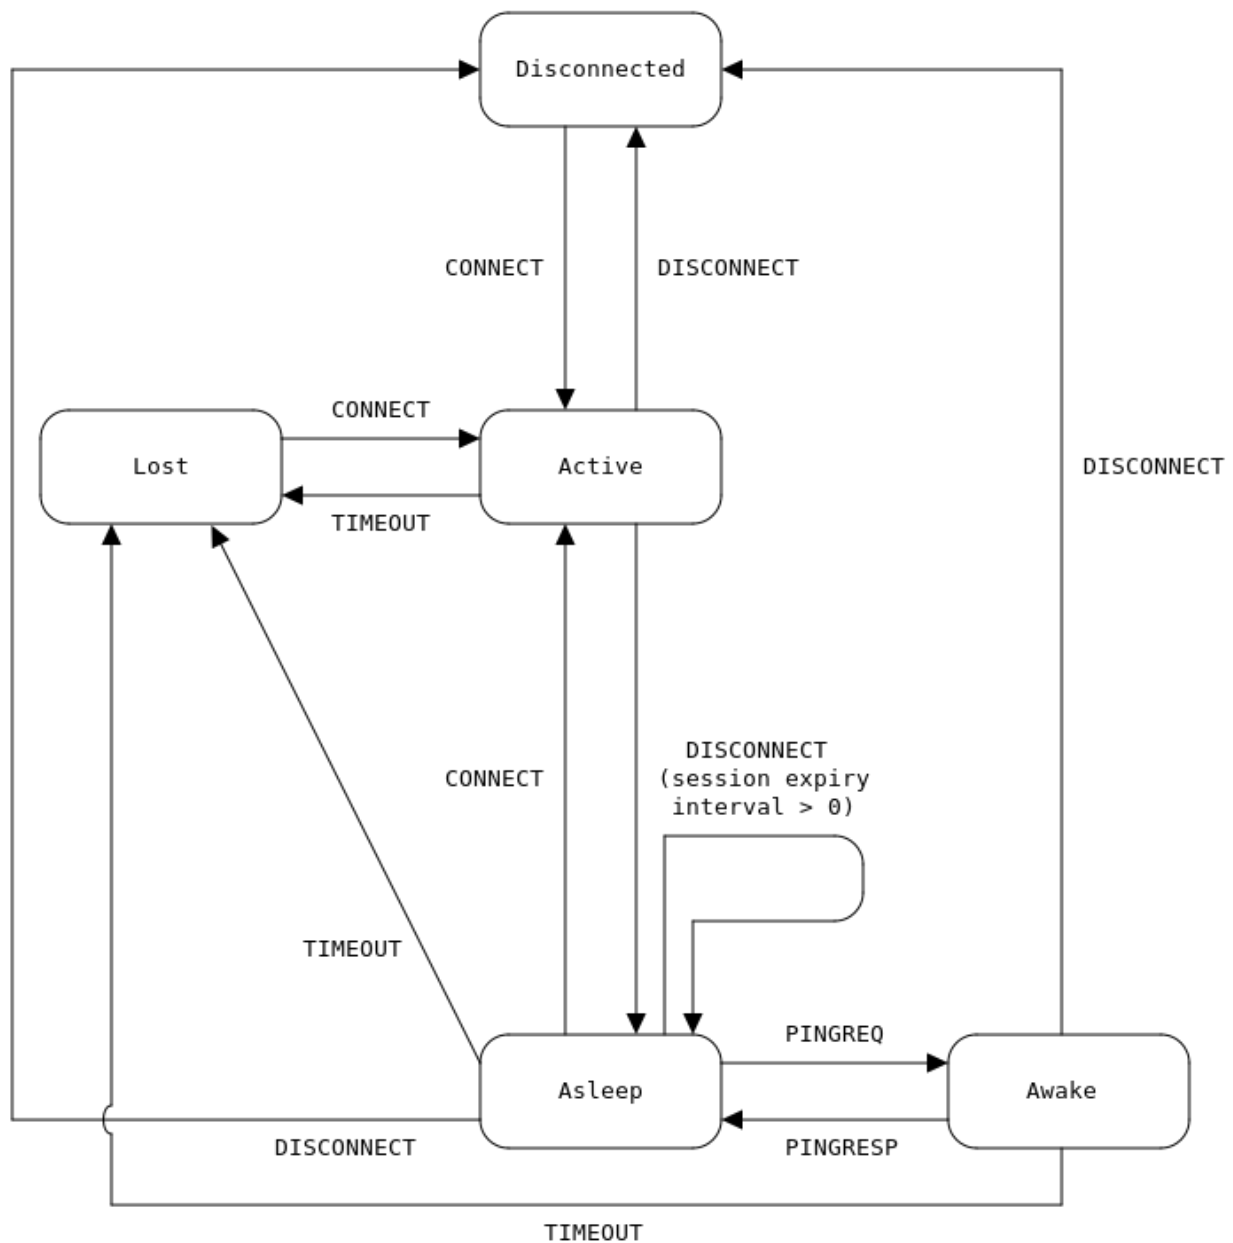 Disconnected
CONNECT
DISCONNECT
CONNECT
Lost
Active
DISCONNECT
TIMEOUT
DISCONNECT
CONNECT
(session expiry
interval > 0)
TIMEOUT
PINGREQ
Asleep
Awake
DISCONNECT
PINGRESP
TIMEOUT